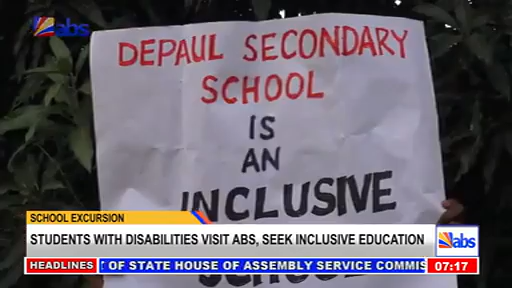 abs
DEPAUL SECONDARY
SCHOOL
IS
AN
INCLUSIVE
SCHOOL
SCHOOL EXCURSION
STUDENTS WITH DISABILITIES VISIT ABS, SEEK INCLUSIVE EDUCATION
abs
HEADLINES
OF STATE HOUSE OF ASSEMBLY SERVICE COMMIS
07:17